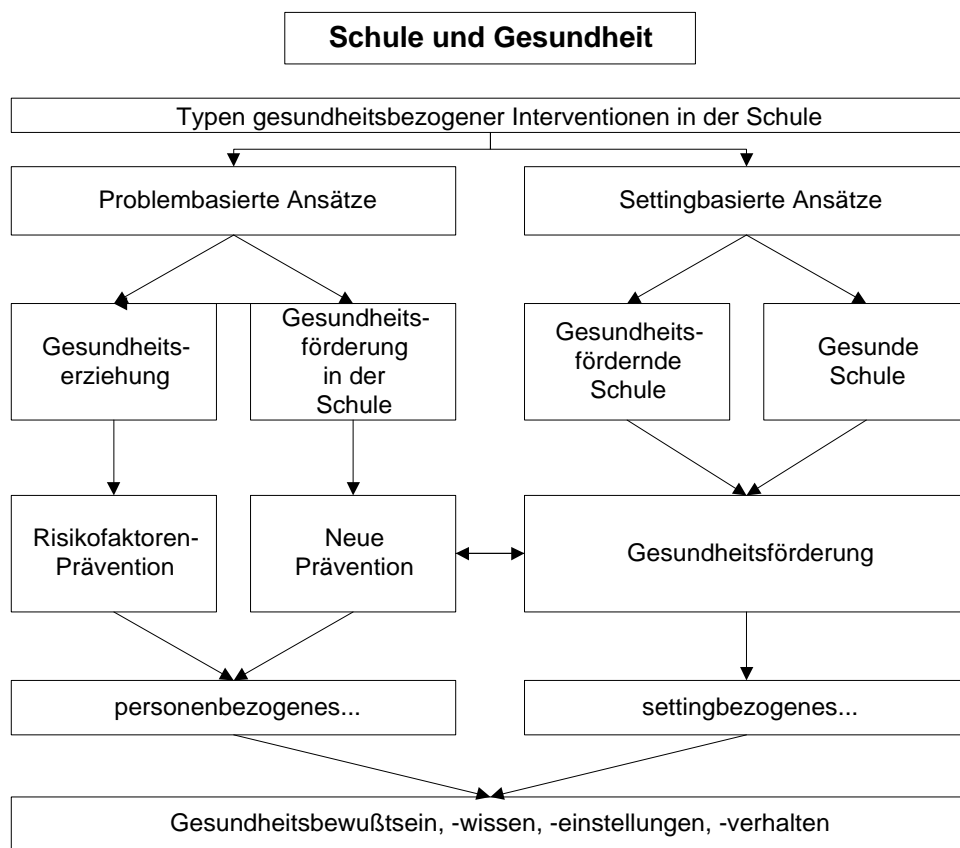 Schule und Gesundheit
Typen gesundheitsbezogener Interventionen in der Schule
Problembasierte Ansätze
Settingbasierte Ansätze
Gesundheits-
erziehung
Gesundheits-
förderung
in der
Schule
Gesundheits-
fördernde
Schule
Gesunde
Schule
Risikofaktoren-
Prävention
Neue
Prävention
Gesundheitsförderung
personenbezogenes...
settingbezogenes...
Gesundheitsbewußtsein, -wissen, -einstellungen, -verhalten